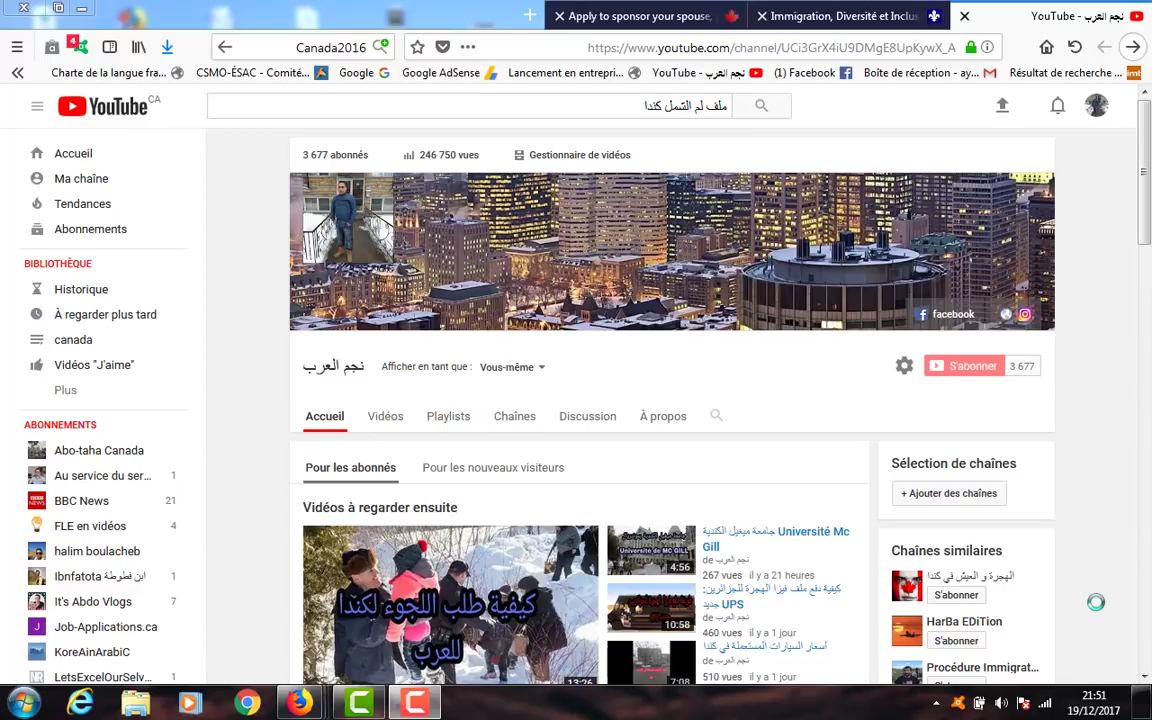 Apply to sponsor your spouse,
Immigration, Diversité et Inclus
نجم العرب - YouTube
Canada2016
https://www.youtube.com/channel/UCi3GrX4iU9DMgE8UpKywX_A
Charte de la langue fra...
CSMO-ÉSAC - Comité...
Google
Google AdSense
Lancement en entrepri...
نجم العرب - YouTube
(1) Facebook
Boîte de réception - ay...
Résultat de recherche ...
YouTube CA
ملف لم الشمل كندا
3 677 abonnés
246 750 vues
Gestionnaire de vidéos
facebook
نجم العرب
Afficher en tant que :
Vous-même
S'abonner
3 677
Accueil
Vidéos
Playlists
Chaînes
Discussion
À propos
Pour les abonnés
Pour les nouveaux visiteurs
Vidéos à regarder ensuite
كيفية طلب اللجوء لكندا
للعرب
13:26
Université de MC GILL
4:56
جامعة ميغيل الكندية Université Mc
Gill
de نجم العرب
267 vues il y a 21 heures
10:58
كيفية دفع ملف فيزا الهجرة للجزائرين:
جديد UPS
de نجم العرب
460 vues il y a 1 jour
7:08
أسعار السيارات المستعملة في كندا
de نجم العرب
510 vues il y a 1 jour
Sélection de chaînes
+ Ajouter des chaînes
Chaînes similaires
الهجرة و العيش في كندا
S'abonner
HarBa EDiTion
S'abonner
Procédure Immigrat...
Accueil
Ma chaîne
Tendances
Abonnements
BIBLIOTHÈQUE
Historique
À regarder plus tard
canada
Vidéos "J'aime"
Plus
ABONNEMENTS
Abo-taha Canada
Au service du ser... 1
BBC News 21
FLE en vidéos 4
halim boulacheb
Ibnfatota ابن فطوطة 1
It's Abdo Vlogs 7
Job-Applications.ca
KoreAinArabiC
LetsExcelOurSelv...
21:51
19/12/2017